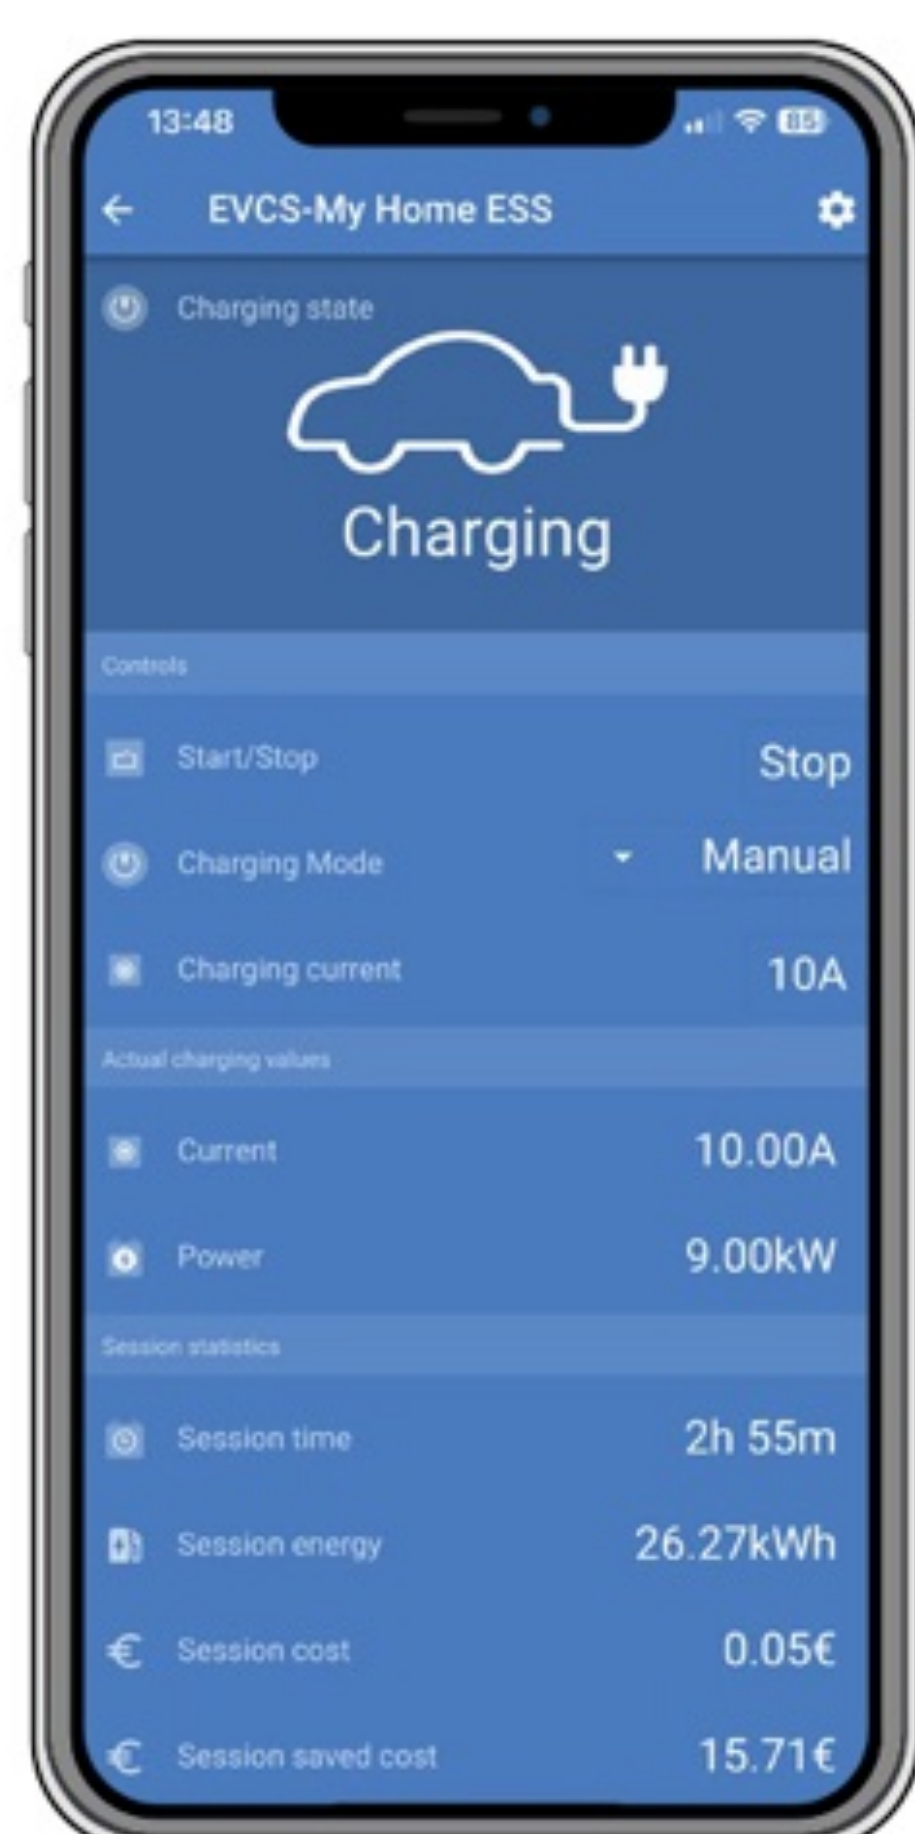 13:48
85
EVCS-My Home ESS
Charging state
Charging
Controls
Start/Stop
Stop
Charging Mode
Manual
Charging current
10A
Actual charging values
Current
10.00A
Power
9.00kW
Session statistics
Session time
2h 55m
Session energy
26.27kWh
Session cost
0.05€
Session saved cost
15.71€